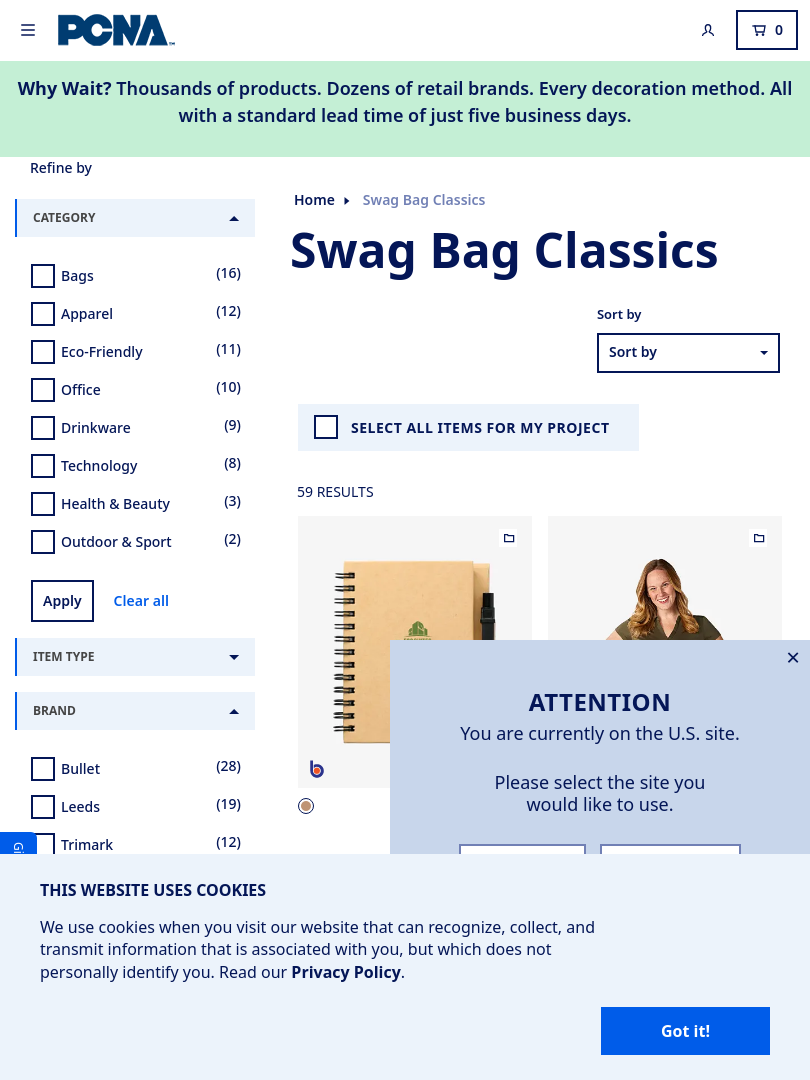 PCNA
0
Why Wait? Thousands of products. Dozens of retail brands. Every decoration method. All
with a standard lead time of just five business days.
Refine by
CATEGORY
Bags (16)
Apparel (12)
Eco-Friendly (11)
Office (10)
Drinkware (9)
Technology (8)
Health & Beauty (3)
Outdoor & Sport (2)
Apply Clear all
ITEM TYPE
BRAND
Bullet (28)
Leeds (19)
Trimark (12)
Home Swag Bag Classics
Swag Bag Classics
Sort by
Sort by
SELECT ALL ITEMS FOR MY PROJECT
59 RESULTS
b
ATTENTION
You are currently on the U.S. site.
Please select the site you
would like to use.
THIS WEBSITE USES COOKIES
We use cookies when you visit our website that can recognize, collect, and
transmit information that is associated with you, but which does not
personally identify you. Read our Privacy Policy.
Got it!